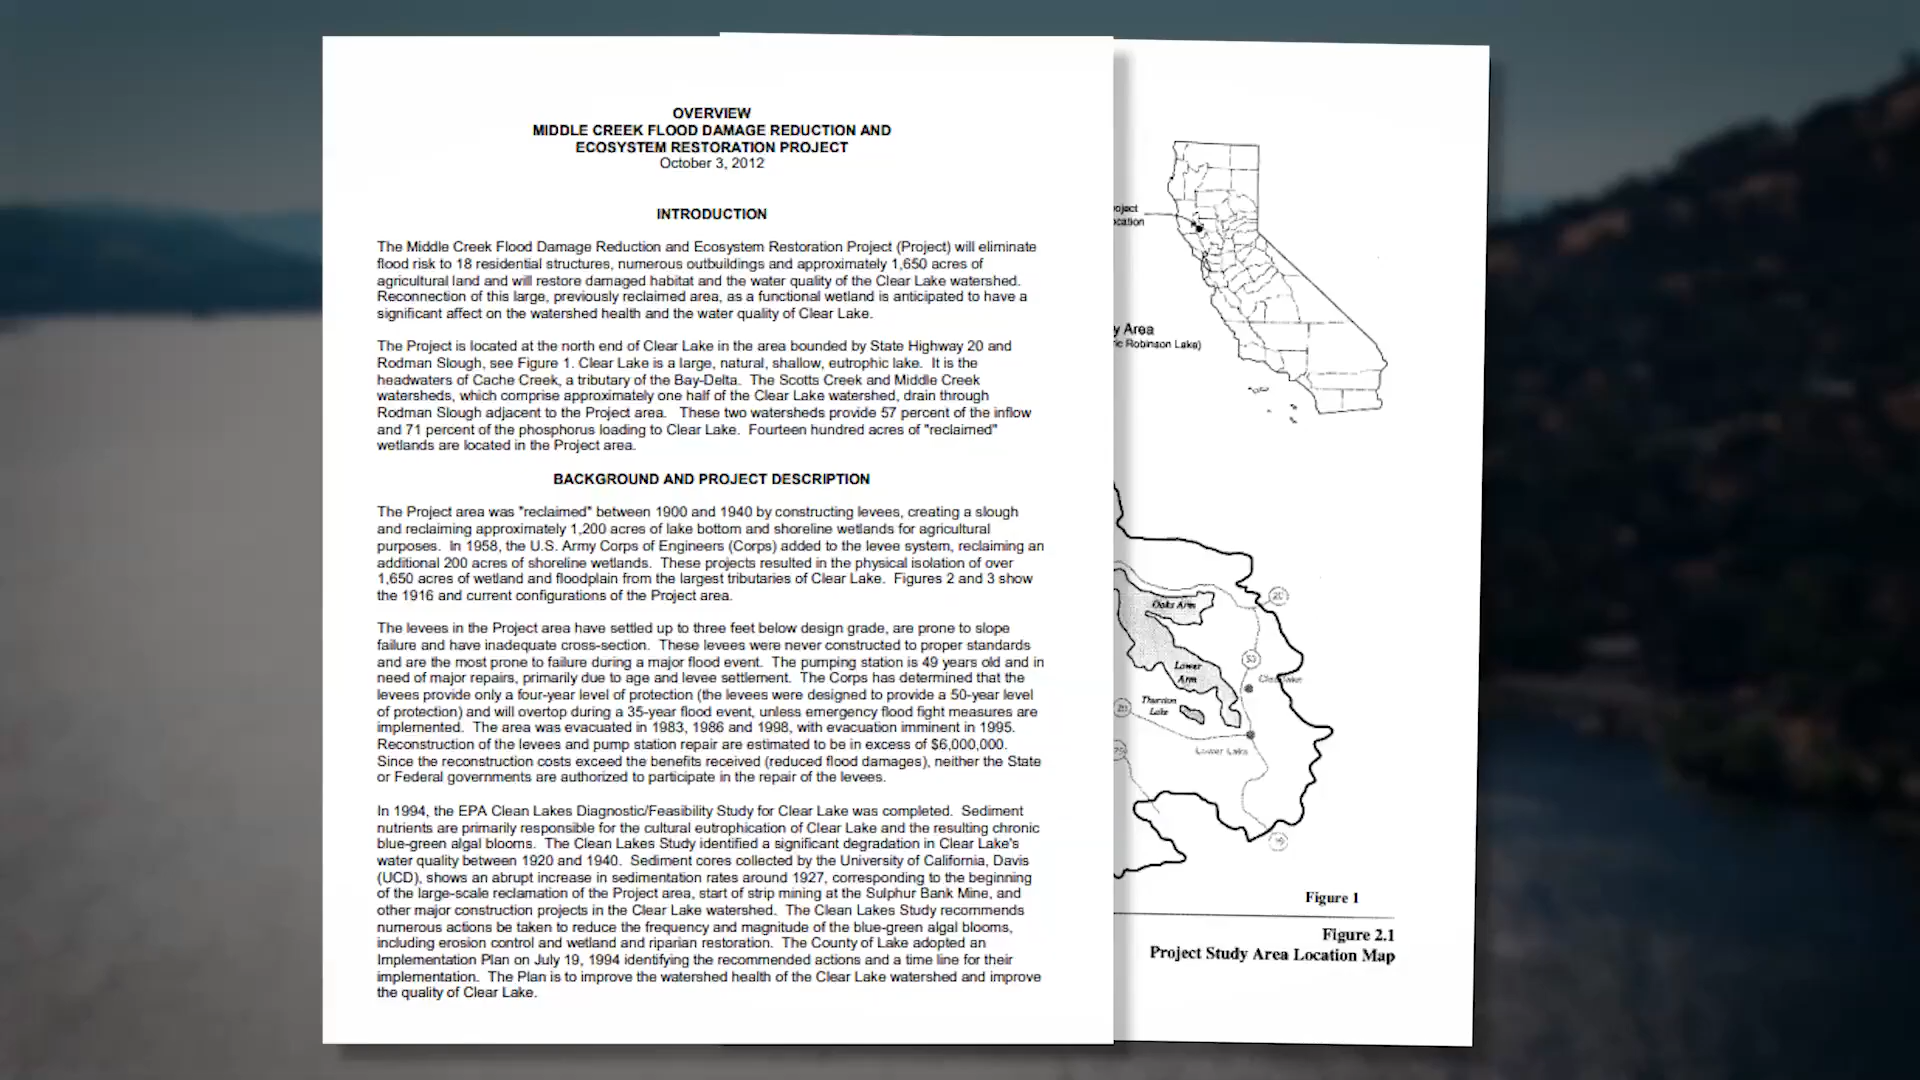 OVERVIEW
MIDDLE CREEK FLOOD DAMAGE REDUCTION AND
ECOSYSTEM RESTORATION PROJECT
October 3, 2012
INTRODUCTION
The Middle Creek Flood Damage Reduction and Ecosystem Restoration Project (Project) will eliminate
flood risk to 18 residential structures, numerous outbuildings and approximately 1,650 acres of
agricultural land and will restore damaged habitat and the water quality of the Clear Lake watershed.
Reconnection of this large, previously reclaimed area, as a functional wetland is anticipated to have a
significant affect on the watershed health and the water quality of Clear Lake.
The Project is located at the north end of Clear Lake in the area bounded by State Highway 20 and
Rodman Slough, see Figure 1. Clear Lake is a large, natural, shallow, eutrophic lake. It is the
headwaters of Cache Creek, a tributary of the Bay-Delta. The Scotts Creek and Middle Creek
watersheds, which comprise approximately one half of the Clear Lake watershed, drain through
Rodman Slough adjacent to the Project area. These two watersheds provide 57 percent of the inflow
and 71 percent of the phosphorus loading to Clear Lake. Fourteen hundred acres of "reclaimed"
wetlands are located in the Project area.
BACKGROUND AND PROJECT DESCRIPTION
The Project area was "reclaimed" between 1900 and 1940 by constructing levees, creating a slough
and reclaiming approximately 1,200 acres of lake bottom and shoreline wetlands for agricultural
purposes. In 1958, the U.S. Army Corps of Engineers (Corps) added to the levee system, reclaiming an
additional 200 acres of shoreline wetlands. These projects resulted in the physical isolation of over
1,650 acres of wetland and floodplain from the largest tributaries of Clear Lake. Figures 2 and 3 show
the 1916 and current configurations of the Project area.
The levees in the Project area have settled up to three feet below design grade, are prone to slope
failure and have inadequate cross-section. These levees were never constructed to proper standards
and are the most prone to failure during a major flood event. The pumping station is 49 years old and in
need of major repairs, primarily due to age and levee settlement. The Corps has determined that the
levees provide only a four-year level of protection (the levees were designed to provide a 50-year level
of protection) and will overtop during a 35-year flood event, unless emergency flood fight measures are
implemented. The area was evacuated in 1983, 1986 and 1998, with evacuation imminent in 1995.
Reconstruction of the levees and pump station repair are estimated to be in excess of $6,000,000.
Since the reconstruction costs exceed the benefits received (reduced flood damages), neither the State
or Federal governments are authorized to participate in the repair of the levees.
In 1994, the EPA Clean Lakes Diagnostic/Feasibility Study for Clear Lake was completed. Sediment
nutrients are primarily responsible for the cultural eutrophication of Clear Lake and the resulting chronic
blue-green algal blooms. The Clean Lakes Study identified a significant degradation in Clear Lake's
water quality between 1920 and 1940. Sediment cores collected by the University of California, Davis
(UCD), shows an abrupt increase in sedimentation rates around 1927, corresponding to the beginning
of the large-scale reclamation of the Project area, start of strip mining at the Sulphur Bank Mine, and
other major construction projects in the Clear Lake watershed. The Clean Lakes Study recommends
numerous actions be taken to reduce the frequency and magnitude of the blue-green algal blooms,
including erosion control and wetland and riparian restoration. The County of Lake adopted an
Implementation Plan on July 19, 1994 identifying the recommended actions and a time line for their
implementation. The Plan is to improve the watershed health of the Clear Lake watershed and improve
the quality of Clear Lake.
oject
cation
y Area
ic Robinson Lake)
Oaks Arm
20
53
Lower
Arm
Clearlake
Thurston
Lake
Lower Lake
Figure 1
Figure 2.1
Project Study Area Location Map